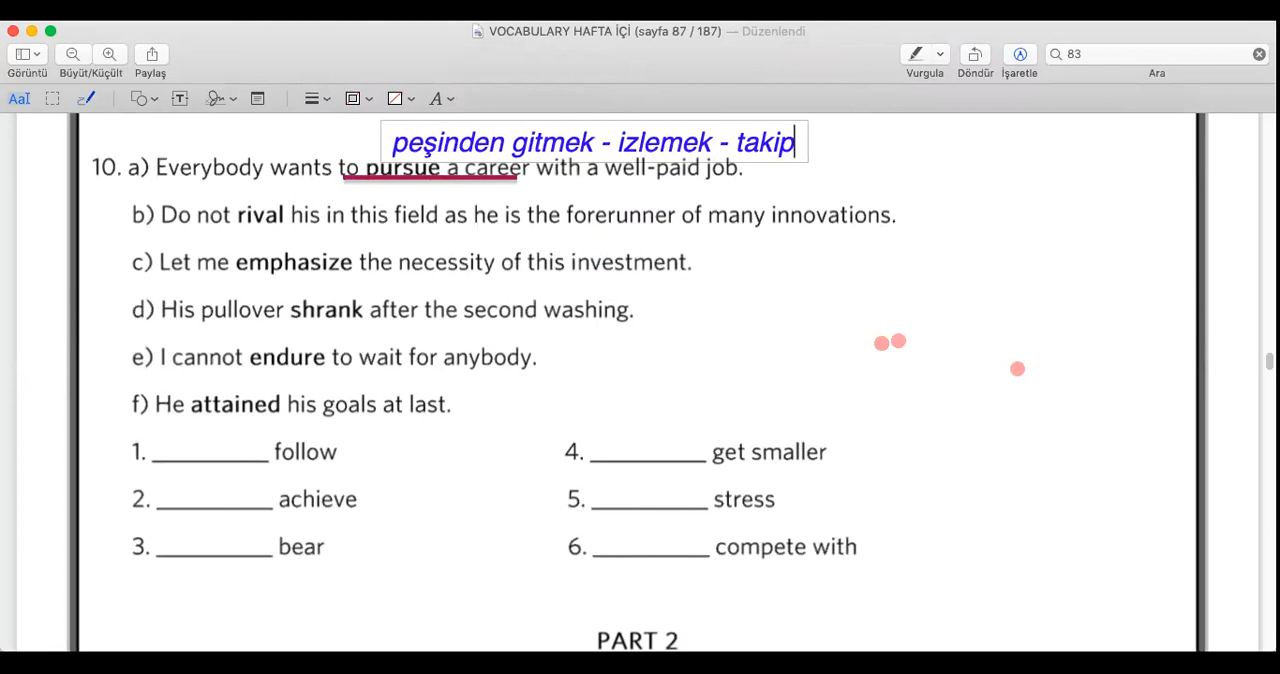 VOCABULARY HAFTA İÇİ (sayfa 87 / 187) — Düzenlendi
83
Görüntü Büyüt/Küçült Paylaş Vurgula Döndür İşaretle Ara
AaI T A
peşinden gitmek - izlemek - takip
10. a) Everybody wants to pursue a career with a well-paid job.
b) Do not rival his in this field as he is the forerunner of many innovations.
c) Let me emphasize the necessity of this investment.
d) His pullover shrank after the second washing.
e) I cannot endure to wait for anybody.
f) He attained his goals at last.
1. __________ follow 4. __________ get smaller
2. __________ achieve 5. __________ stress
3. __________ bear 6. __________ compete with
PART 2